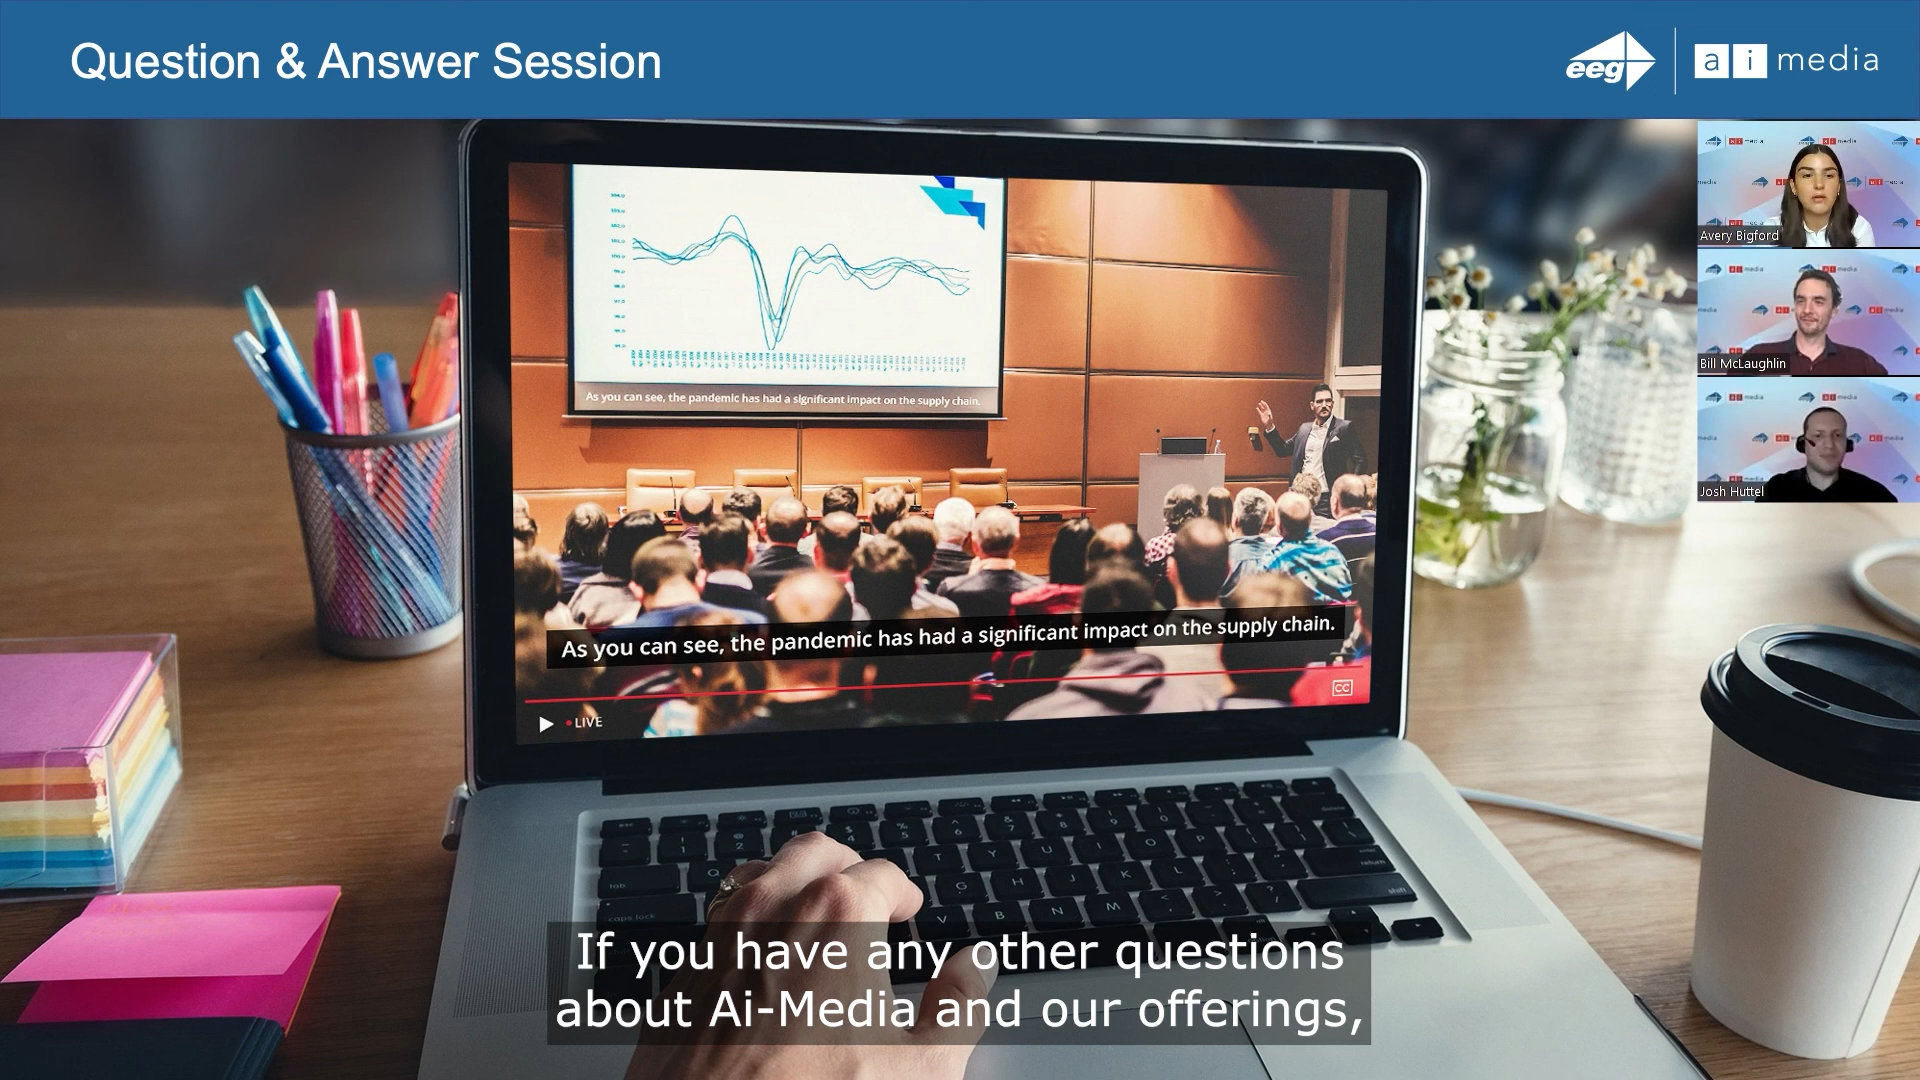 Question & Answer Session
eeg
ai media
Avery Bigford
Bill McLaughlin
Josh Huttel
As you can see, the pandemic has had a significant impact on the supply chain.
As you can see, the pandemic has had a significant impact on the supply chain.
CC
LIVE
If you have any other questions
about Ai-Media and our offerings,